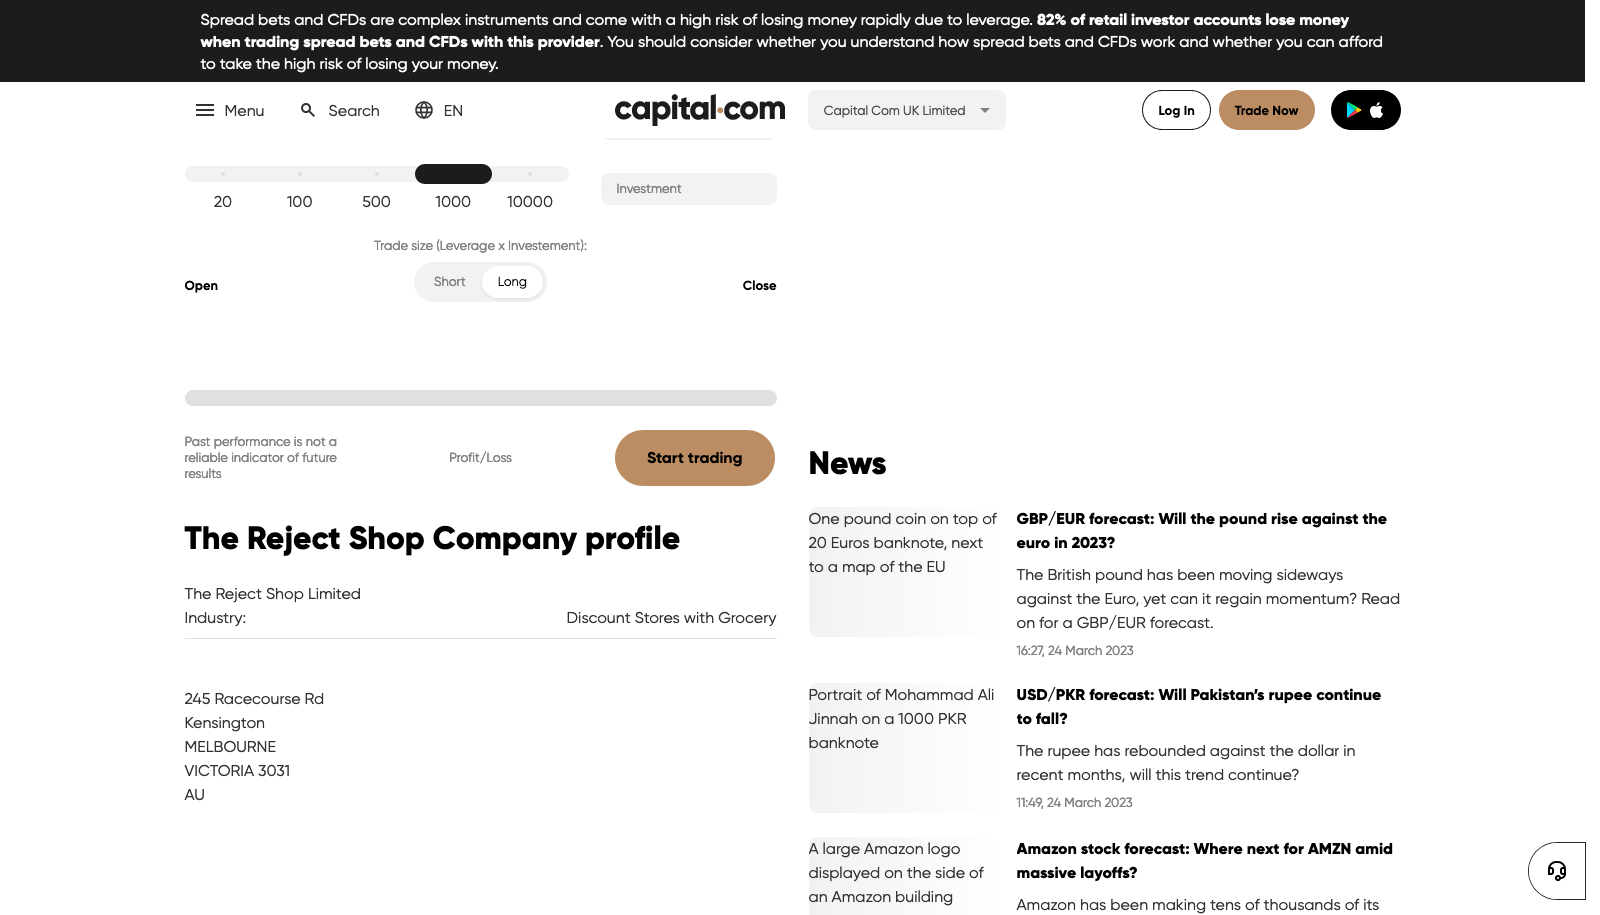 Spread bets and CFDs are complex instruments and come with a high risk of losing money rapidly due to leverage. 82% of retail investor accounts lose money
when trading spread bets and CFDs with this provider. You should consider whether you understand how spread bets and CFDs work and whether you can afford
to take the high risk of losing your money.
Menu
Search
EN
capital.com
Capital Com UK Limited
Log In
Trade Now
20
100
500
1000
10000
Investment
Trade size (Leverage x Investement):
Open
Short
Long
Close
Past performance is not a
reliable indicator of future
results
Profit/Loss
Start trading
The Reject Shop Company profile
The Reject Shop Limited
Industry:
Discount Stores with Grocery
245 Racecourse Rd
Kensington
MELBOURNE
VICTORIA 3031
AU
News
One pound coin on top of
20 Euros banknote, next
to a map of the EU
GBP/EUR forecast: Will the pound rise against the
euro in 2023?
The British pound has been moving sideways
against the Euro, yet can it regain momentum? Read
on for a GBP/EUR forecast.
16:27, 24 March 2023
Portrait of Mohammad Ali
Jinnah on a 1000 PKR
banknote
USD/PKR forecast: Will Pakistan’s rupee continue
to fall?
The rupee has rebounded against the dollar in
recent months, will this trend continue?
11:49, 24 March 2023
A large Amazon logo
displayed on the side of
an Amazon building
Amazon stock forecast: Where next for AMZN amid
massive layoffs?
Amazon has been making tens of thousands of its